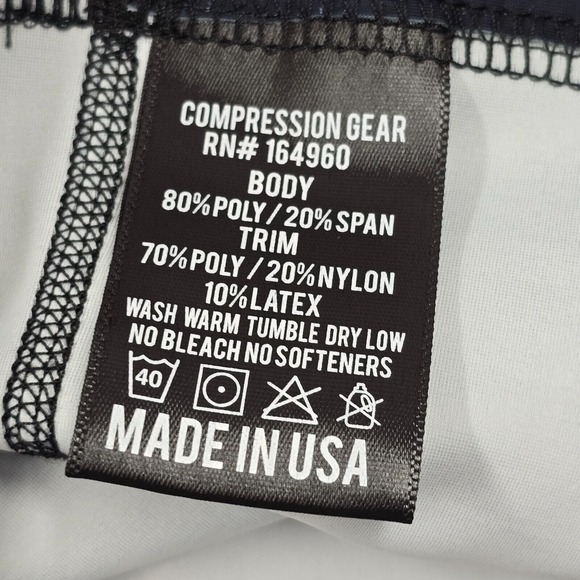 COMPRESSION GEAR
RN# 164960
BODY
80%POLY/20%SPAN
TRIM
70%POLY/20%NYLON
10%LATEX
WASH WARM TUMBLE DRY LOW
NO BLEACH NO SOFTENERS
40
MADE IN USA